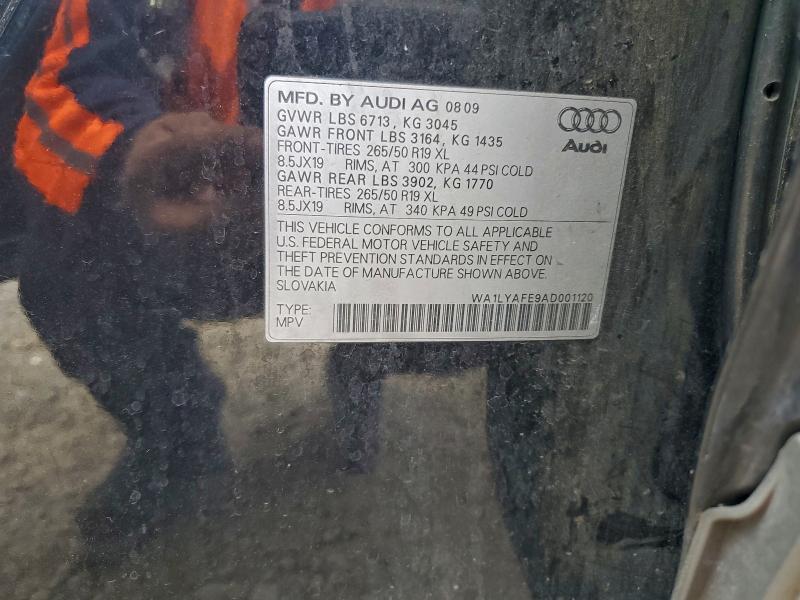 MFD. BY AUDI AG 0809
GVWR LBS 6713, KG 3045
GAWR FRONT LBS 3164, KG 1435
FRONT-TIRES 265/50 R19 XL
8.5JX19 RIMS, AT 300 KPA 44 PSI COLD
GAWR REAR LBS 3902, KG 1770
REAR-TIRES 265/50 R19 XL
8.5JX19 RIMS, AT 340 KPA 49 PSI COLD
Audi
THIS VEHICLE CONFORMS TO ALL APPLICABLE
U.S. FEDERAL MOTOR VEHICLE SAFETY AND
THEFT PREVENTION STANDARDS IN EFFECT ON
THE DATE OF MANUFACTURE SHOWN ABOVE.
SLOVAKIA
WA1LYAFE9AD001120
TYPE:
MPV